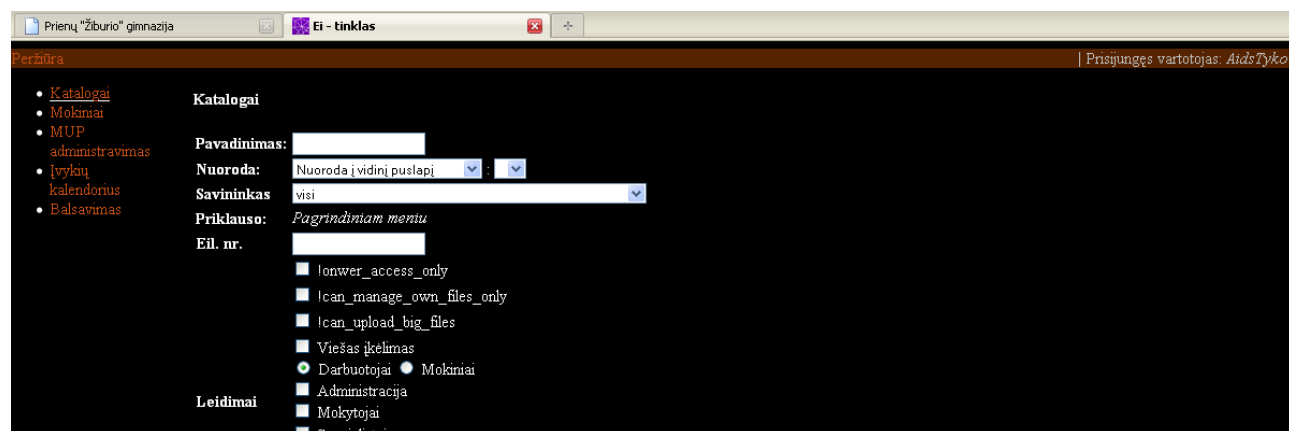 Prienų "Žiburio" gimnazija
Ei - tinklas
Peržiūra
| Prisijungęs vartotojas: AidsTyko
Katalogai
Mokiniai
MUP
administravimas
Įvykių
kalendorius
Balsavimas
Katalogai
Pavadinimas:
Nuoroda: Nuoroda į vidinį puslapį :
Savininkas visi
Priklauso: Pagrindiniam meniu
Eil. nr.
!onwer_access_only
!can_manage_own_files_only
!can_upload_big_files
Viešas įkėlimas
Darbuotojai Mokiniai
Administracija
Leidimai
Mokytojai